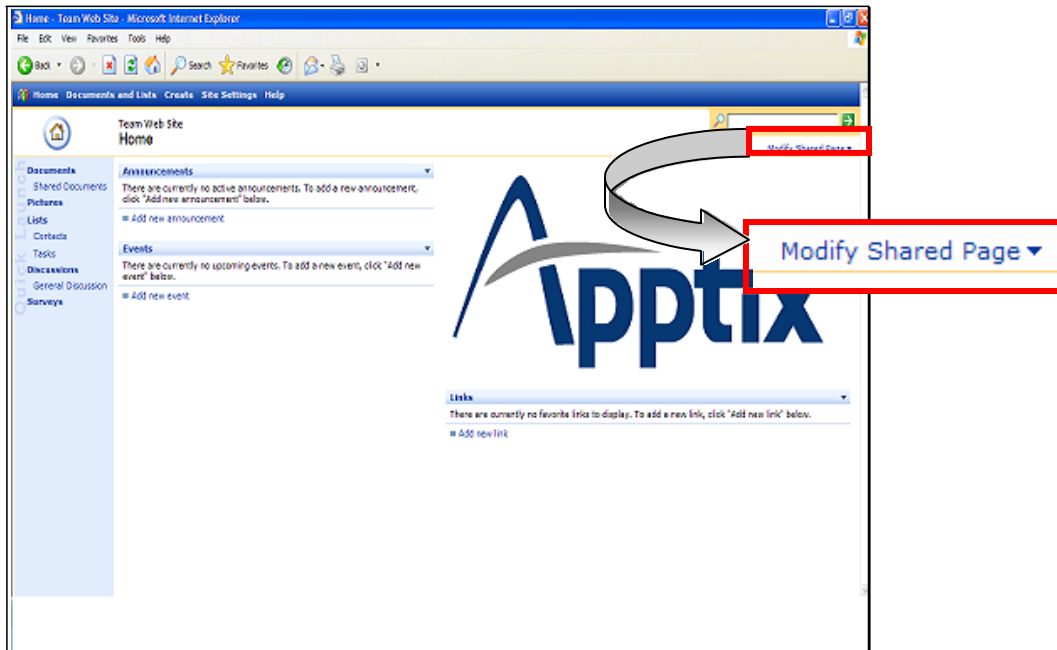 Home - Team Web Site - Microsoft Internet Explorer
File Edit View Favorites Tools Help
Back Search Favorites
Home Documents and Lists Create Site Settings Help
Team Web Site
Home
Modify Shared Page
Modify Shared Page
Quick Launch
Documents
Shared Documents
Pictures
Lists
Contacts
Tasks
Discussions
General Discussion
Surveys
Announcements
There are currently no active announcements. To add a new announcement,
click "Add new announcement" below.
Add new announcement
Events
There are currently no upcoming events. To add a new event, click "Add new
event" below.
Add new event
Apptix
Links
There are currently no favorite links to display. To add a new link, click "Add new link" below.
Add new link